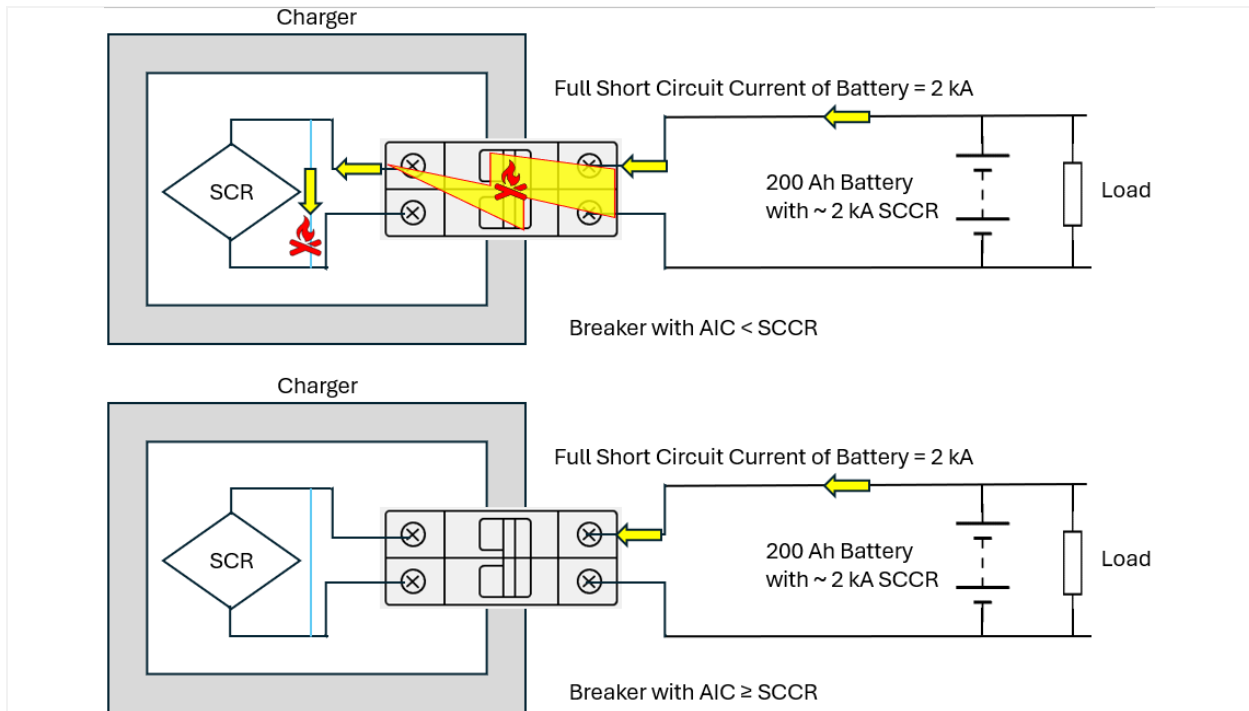 Charger
Full Short Circuit Current of Battery = 2 kA
SCR
200 Ah Battery
with ~ 2 kA SCCR
Load
Breaker with AIC < SCCR
Charger
Full Short Circuit Current of Battery = 2 kA
SCR
200 Ah Battery
with ~ 2 kA SCCR
Load
Breaker with AIC ≥ SCCR